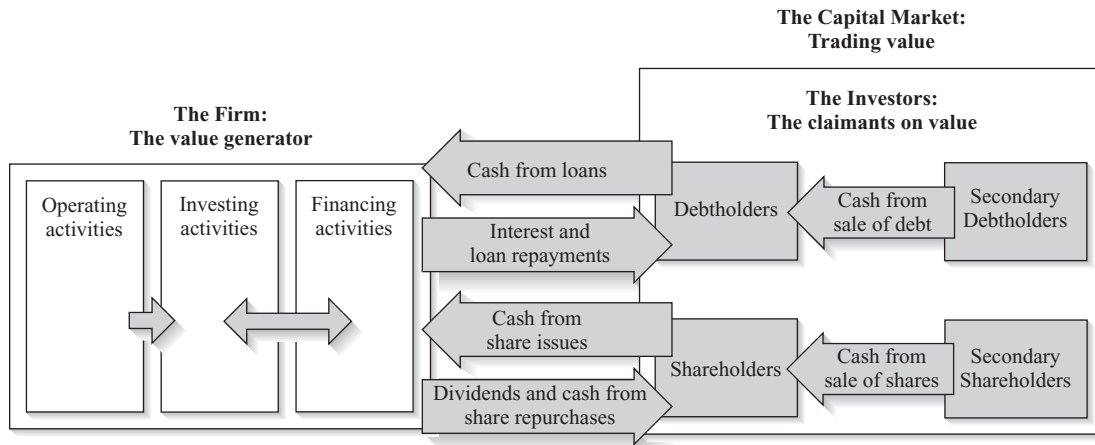 The Capital Market:
Trading value
The Firm:
The value generator
The Investors:
The claimants on value
Operating
activities
Investing
activities
Financing
activities
Cash from loans
Interest and
loan repayments
Cash from
share issues
Dividends and cash from
share repurchases
Debtholders
Cash from
sale of debt
Secondary
Debtholders
Shareholders
Cash from
sale of shares
Secondary
Shareholders